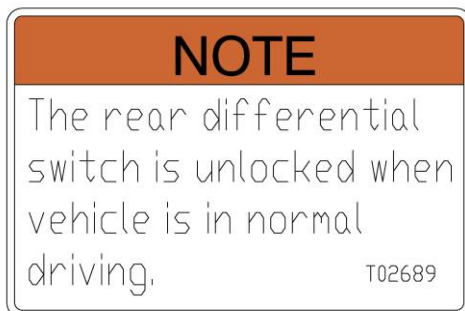 NOTE
The rear differential
switch is unlocked when
vehicle is in normal
driving. T02689